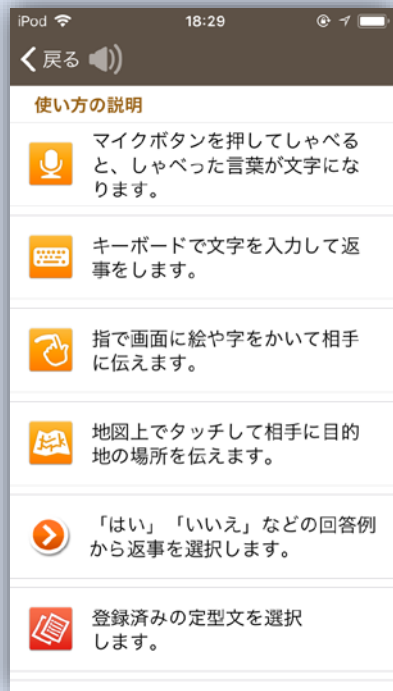 iPod 18:29
戻る
使い方の説明
マイクボタンを押してしゃべる
と、しゃべった言葉が文字にな
ります。
キーボードで文字を入力して返
事をします。
指で画面に絵や字をかいて相手
に伝えます。
地図上でタッチして相手に目的
地の場所を伝えます。
「はい」「いいえ」などの回答例
から返事を選択します。
登録済みの定型文を選択
します。